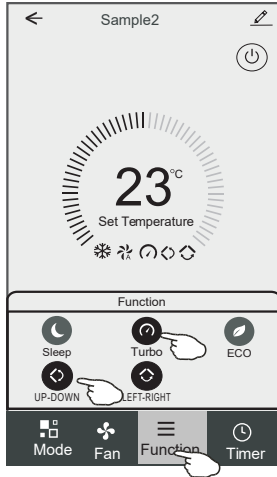 Sample2
23°C
Set Temperature
A
Function
Sleep Turbo ECO
UP-DOWN LEFT-RIGHT
Mode Fan Function Timer